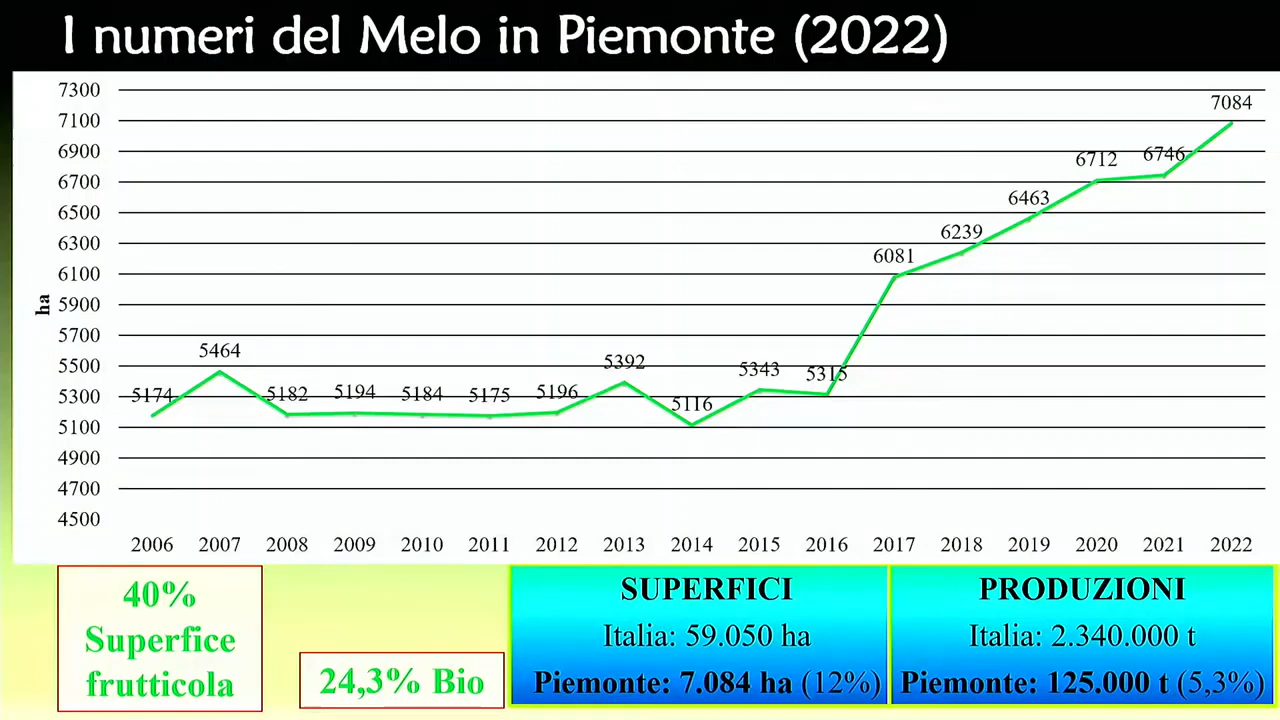 I numeri del Melo in Piemonte (2022)
7300
7100
6900
6700
6500
6300
6100
5900
5700
5500
5300
5100
4900
4700
4500
ha
5174
5464
5182
5194
5184
5175
5196
5392
5116
5343
5315
6081
6239
6463
6712
6746
7084
2006 2007 2008 2009 2010 2011 2012 2013 2014 2015 2016 2017 2018 2019 2020 2021 2022
40%
Superfice
frutticola
24,3% Bio
SUPERFICI
Italia: 59.050 ha
Piemonte: 7.084 ha (12%)
PRODUZIONI
Italia: 2.340.000 t
Piemonte: 125.000 t (5,3%)